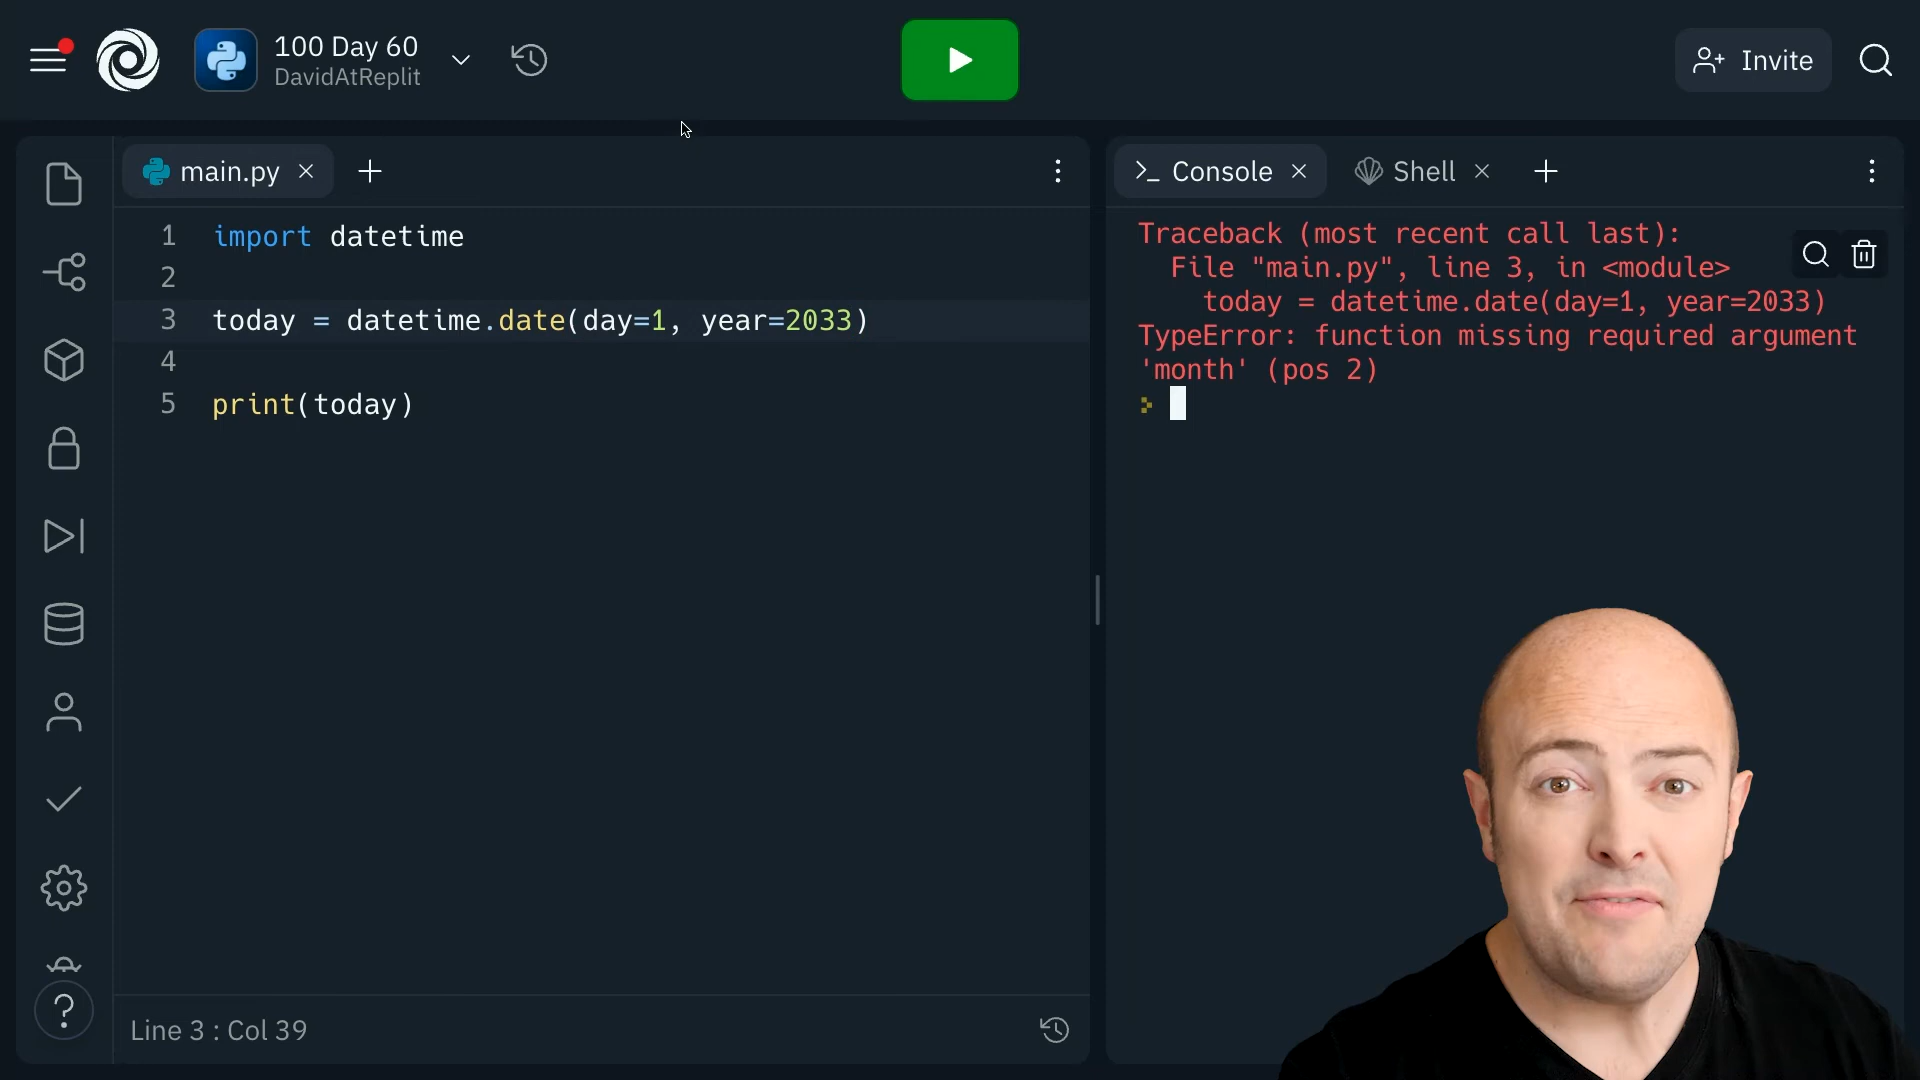 100 Day 60
DavidAtReplit
Invite
main.py
Console
Shell
1 import datetime
2
3 today = datetime.date(day=1, year=2033)
4
5 print(today)
Traceback (most recent call last):
File "main.py", line 3, in <module>
today = datetime.date(day=1, year=2033)
TypeError: function missing required argument
'month' (pos 2)
Line 3 : Col 39